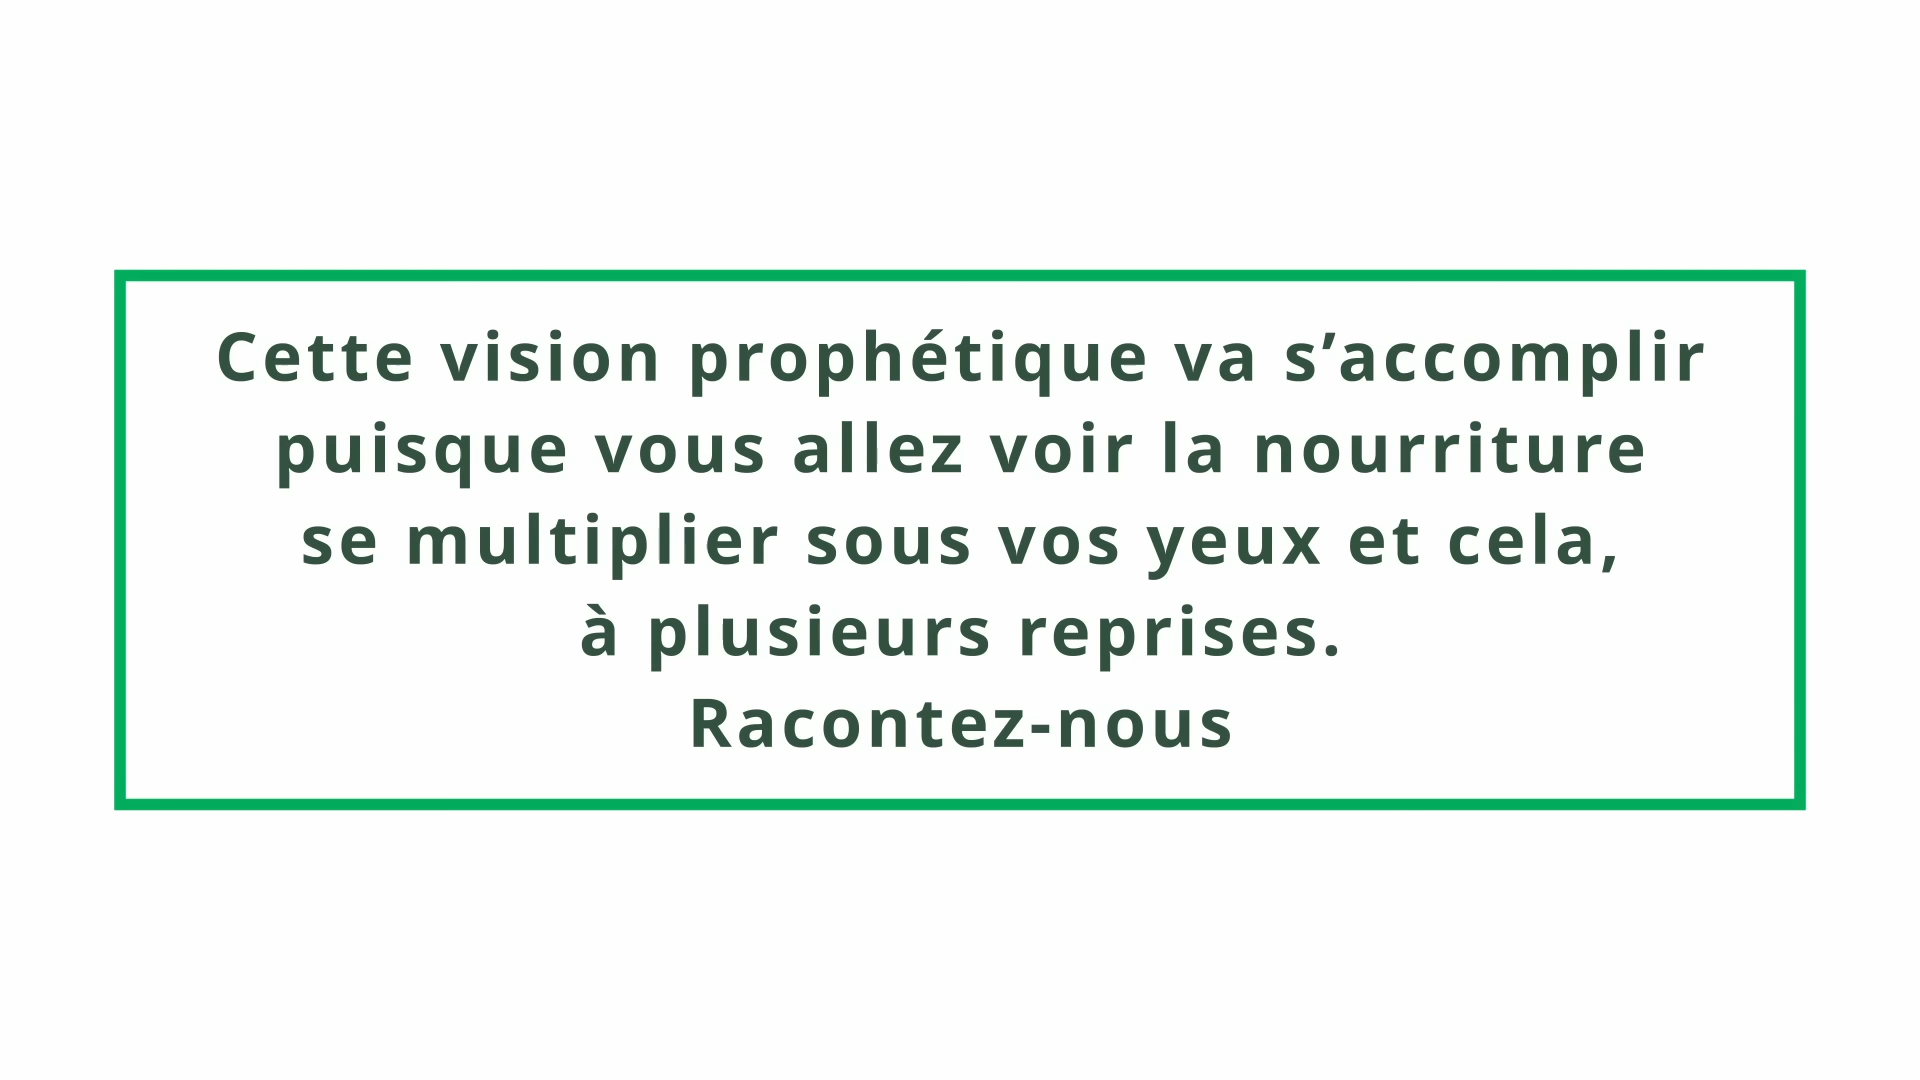 Cette vision prophétique va s’accomplir
puisque vous allez voir la nourriture
se multiplier sous vos yeux et cela,
à plusieurs reprises.
Racontez-nous